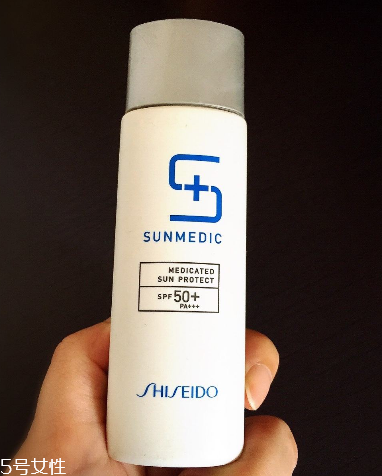 SUNMEDIC
MEDICATED
SUN PROTECT
SPF 50+
PA+++
SHISEIDO
5号女性